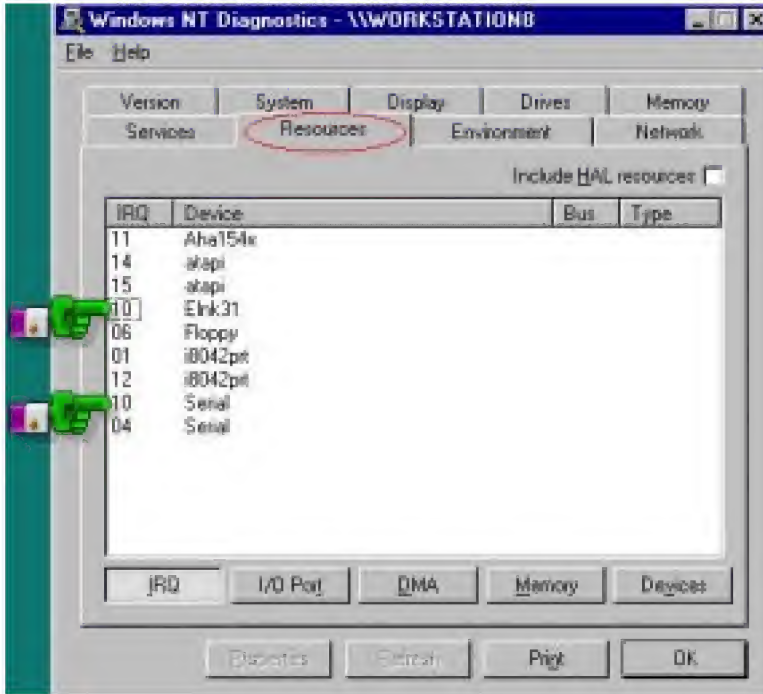 Windows NT Diagnostics - \\WORKSTATION8
File Help
Version System Display Drives Memory
Services Resources Environment Network
Include HAL resources
IRQ Device Bus Type
11 Aha154x
14 atapi
15 atapi
10 Elnk31
06 Floppy
01 i8042prt
12 i8042prt
10 Serial
04 Serial
IRQ I/O Port DMA Memory Devices
Properties Refresh Print OK